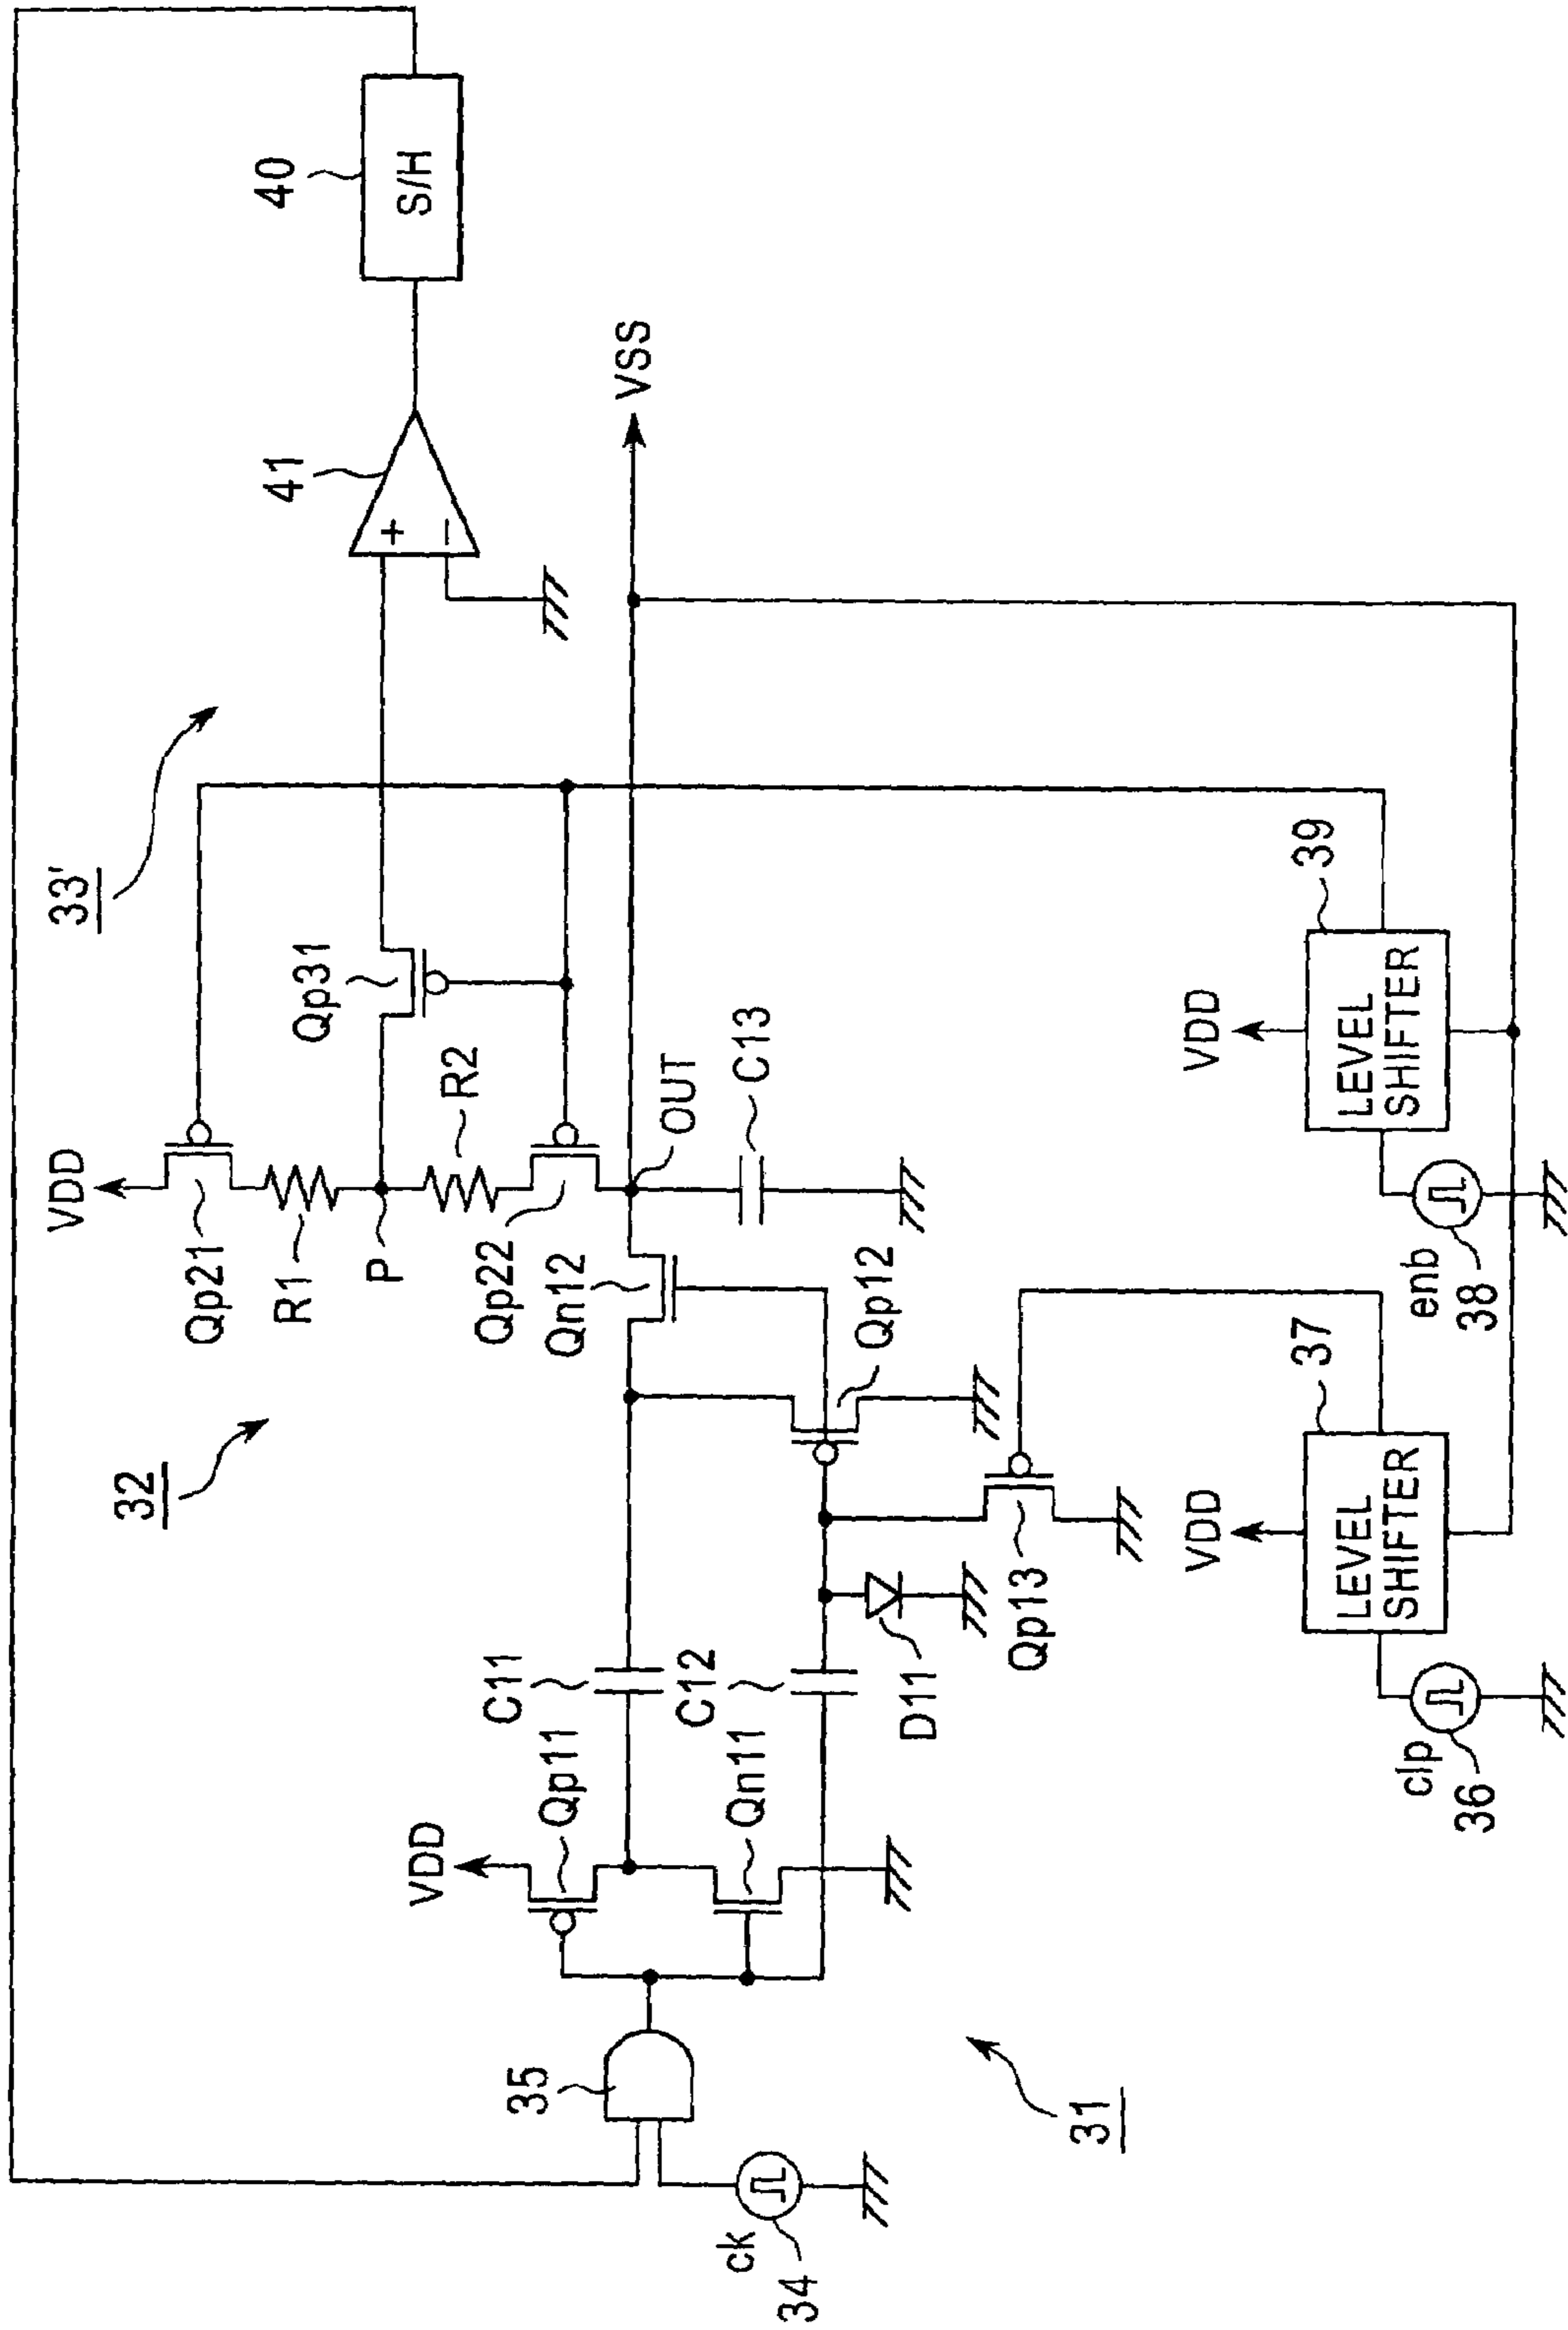 31
32
33'
ck
34
35
VDD
Qp11
Qn11
C11
C12
D11
Qp13
Qp12
Qn12
Qp22
VDD
Qp21
R1
P
R2
OUT
C13
Qp31
41
+
−
40
S/H
VSS
clp
36
VDD
37
LEVEL
SHIFTER
enb
38
VDD
39
LEVEL
SHIFTER